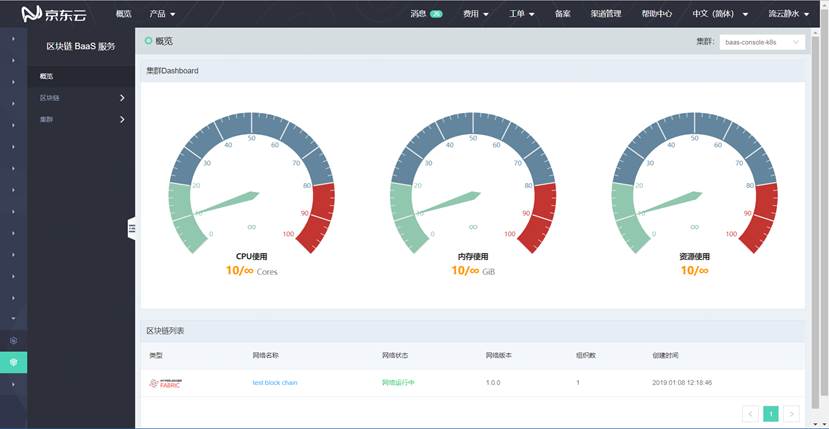 京东云 概览 产品 消息 费用 工单 备案 渠道管理 帮助中心 中文（简体） 流云静水
区块链 BaaS 服务
概览
区块链
集群
概览 集群： baas-console-k8s
集群Dashboard
0 10 20 30 40 50 60 70 80 90 100
∞
CPU使用
10/∞ Cores
0 10 20 30 40 50 60 70 80 90 100
∞
内存使用
10/∞ GiB
0 10 20 30 40 50 60 70 80 90 100
∞
资源使用
10/∞
区块链列表
类型 网络名称 网络状态 网络版本 组织数 创建时间
FABRIC test block chain 网络运行中 1.0.0 1 2019 01 08 12:18:46
< 1 >